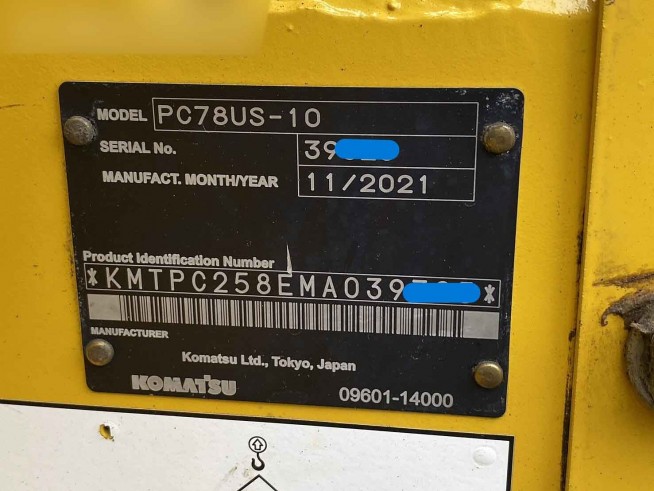 MODEL PC78US-10
SERIAL No. 39
MANUFACT. MONTH/YEAR 11/2021
Product Identification Number
*KMTPC258EMA039
MANUFACTURER
Komatsu Ltd., Tokyo, Japan
KOMATSU 09601-14000